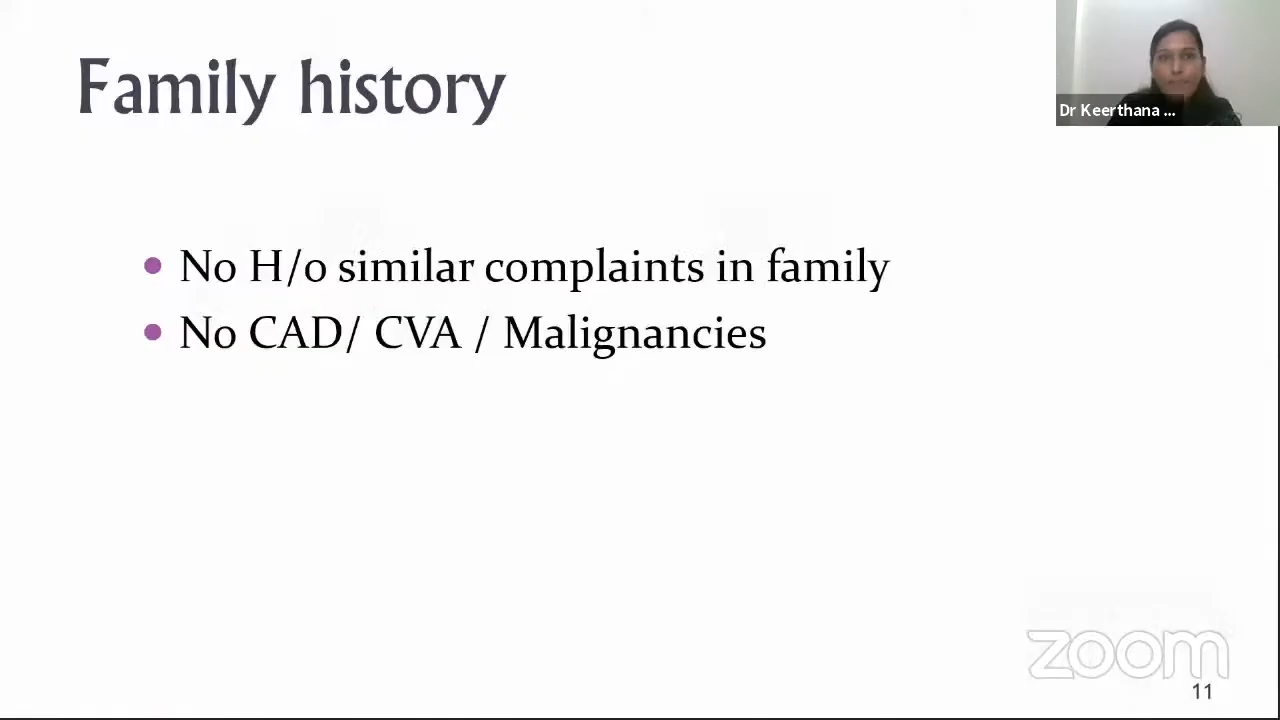 Family history
Dr Keerthana ...
• No H/o similar complaints in family
• No CAD/ CVA / Malignancies
zoom
11